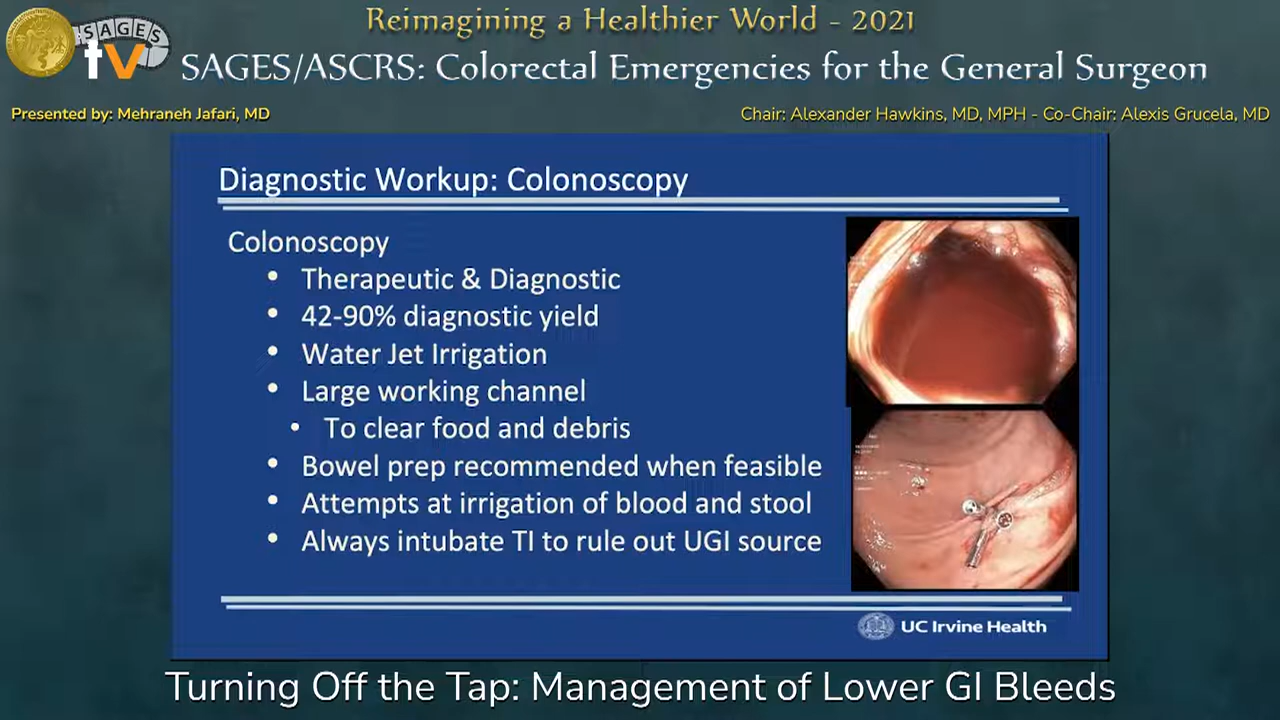 Reimagining a Healthier World - 2021
SAGES
tv
SAGES/ASCRS: Colorectal Emergencies for the General Surgeon
Presented by: Mehraneh Jafari, MD
Chair: Alexander Hawkins, MD, MPH - Co-Chair: Alexis Grucela, MD
Diagnostic Workup: Colonoscopy
Colonoscopy
• Therapeutic & Diagnostic
• 42-90% diagnostic yield
• Water Jet Irrigation
• Large working channel
• To clear food and debris
• Bowel prep recommended when feasible
• Attempts at irrigation of blood and stool
• Always intubate TI to rule out UGI source
UC Irvine Health
Turning Off the Tap: Management of Lower GI Bleeds